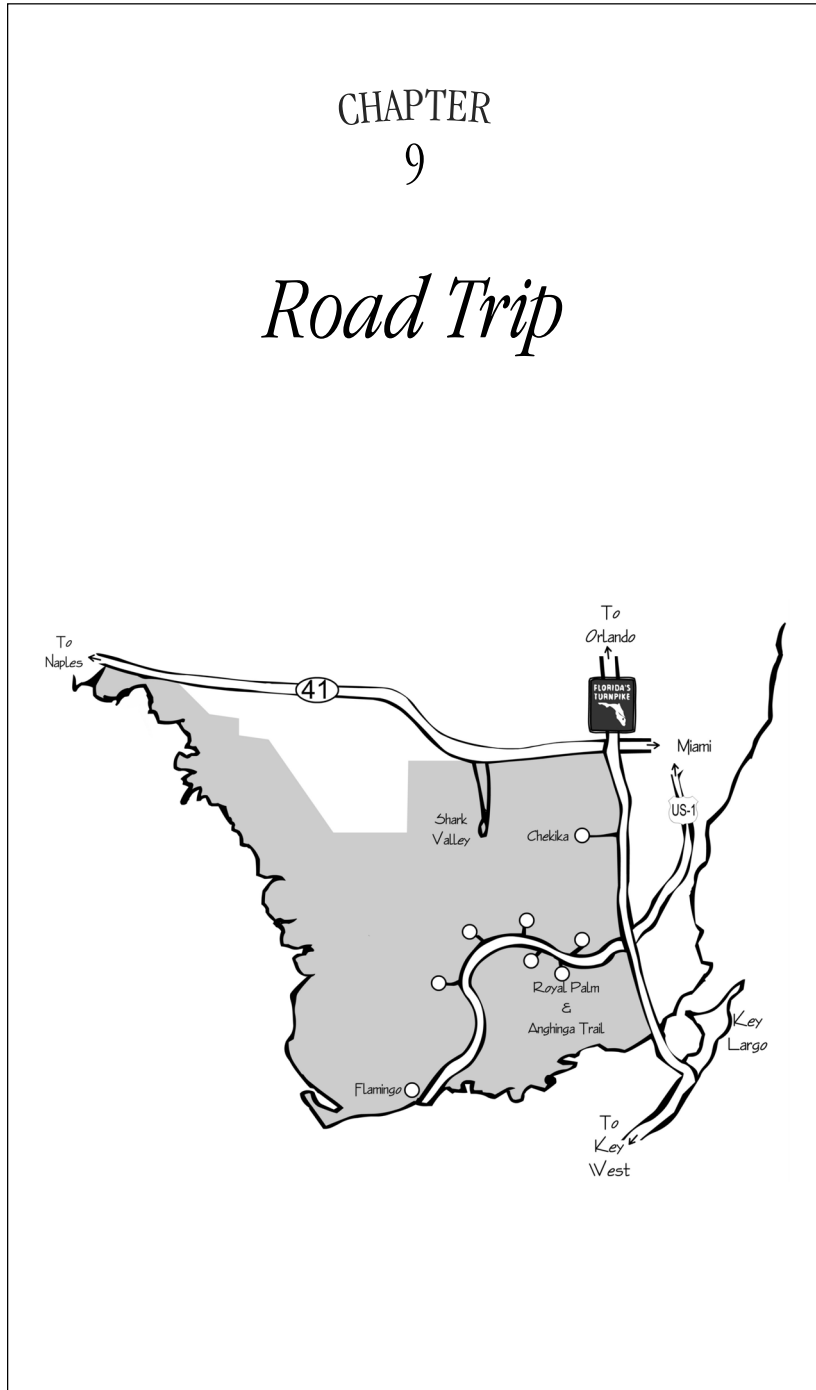 CHAPTER
9
Road Trip
To
Orlando
To
Naples
41
FLORIDA'S
TURNPIKE
Miami
US-1
Shark
Valley
Chekika
Royal Palm
&
Anghinga Trail
Key
Largo
Flamingo
To
Key
West